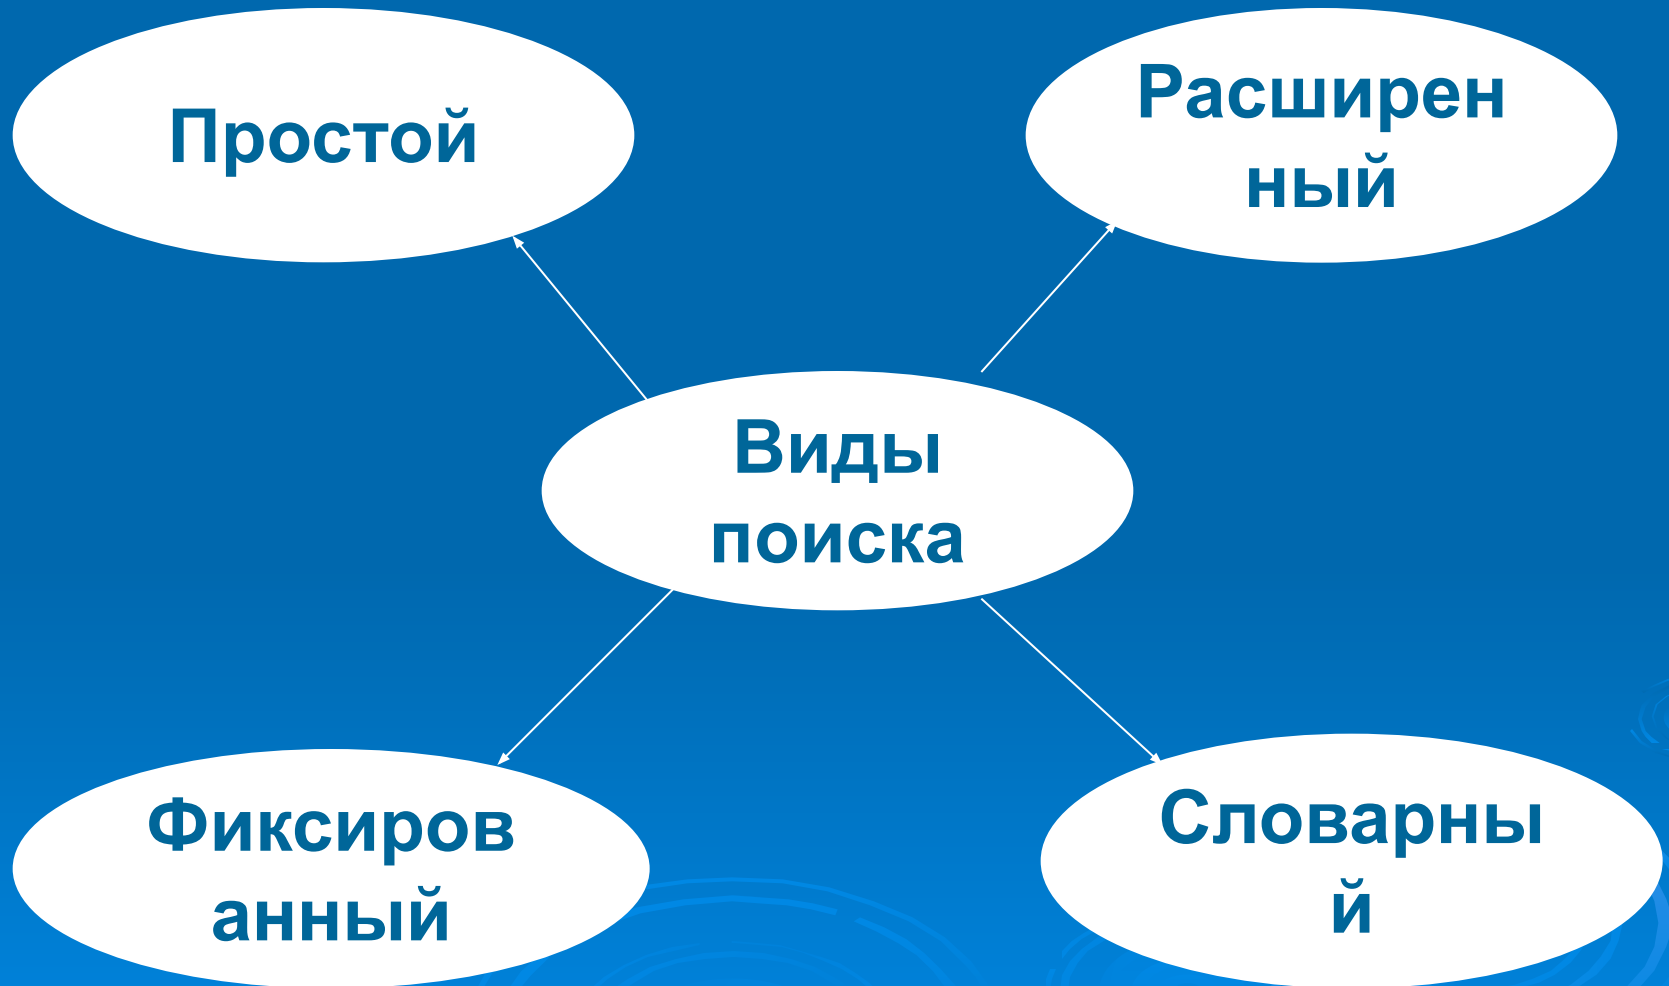 Простой
Расширен
ный
Виды
поиска
Фиксиров
анный
Словарны
й